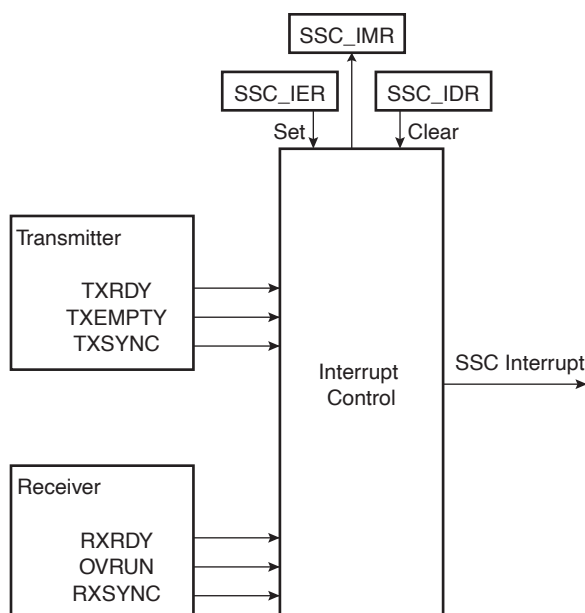 SSC_IMR
SSC_IER
SSC_IDR
Set
Clear
Transmitter
TXRDY
TXEMPTY
TXSYNC
Interrupt
Control
SSC Interrupt
Receiver
RXRDY
OVRUN
RXSYNC